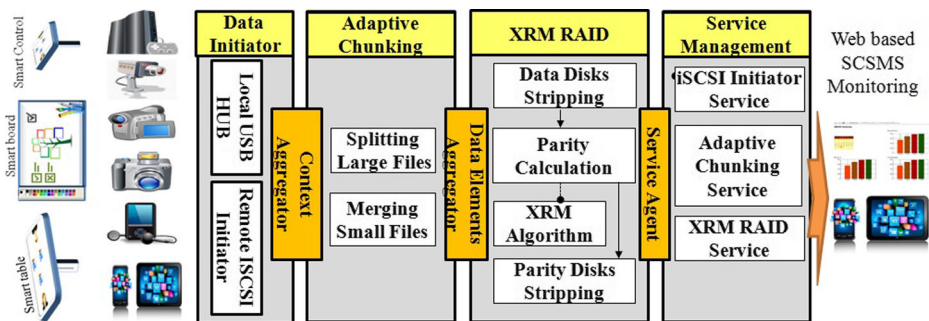 Smart Control
Smart board
Smart table
Data
Initiator
Local USB
HUB
Remote ISCSI
Initiator
Context
Aggregator
Adaptive
Chunking
Splitting
Large Files
Merging
Small Files
Data Elements
Aggregator
XRM RAID
Data Disks
Stripping
Parity
Calculation
XRM
Algorithm
Parity Disks
Stripping
Service Agent
Service
Management
iSCSI Initiator
Service
Adaptive
Chunking
Service
XRM RAID
Service
Web based
SCSMS
Monitoring